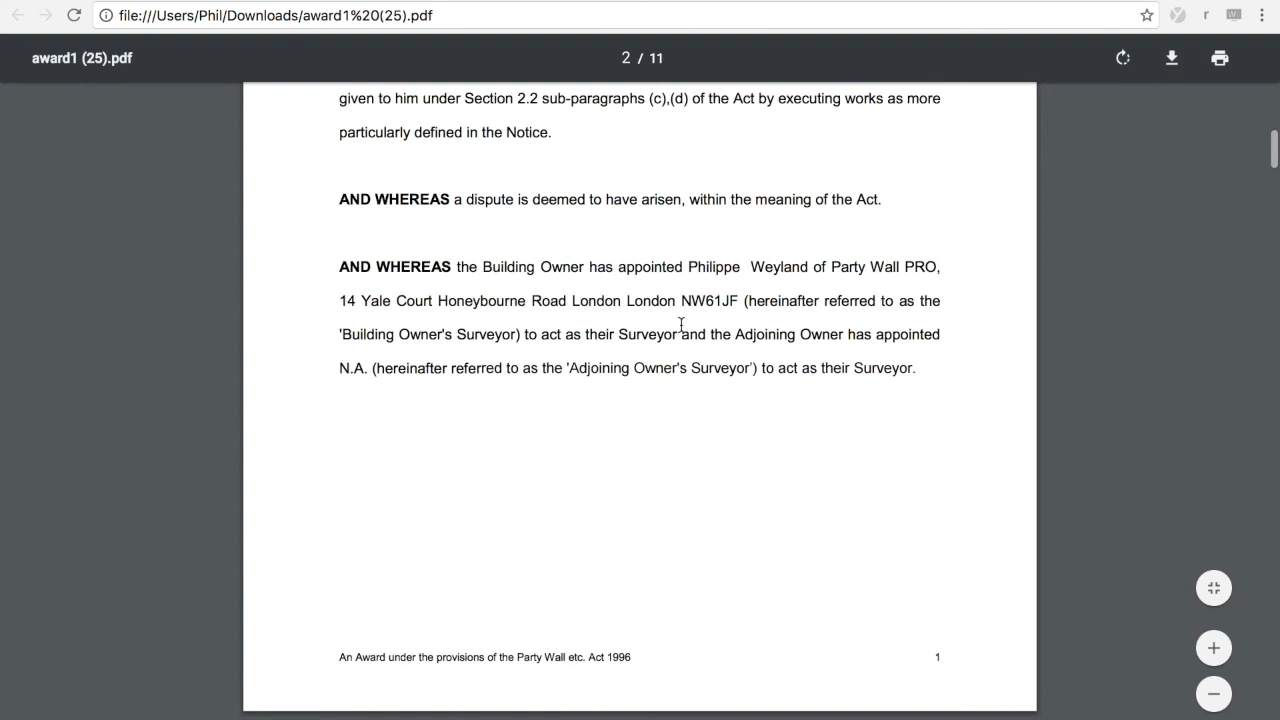 file:///Users/Phil/Downloads/award1%20(25).pdf
award1 (25).pdf
2 / 11
given to him under Section 2.2 sub-paragraphs (c),(d) of the Act by executing works as more
particularly defined in the Notice.
AND WHEREAS a dispute is deemed to have arisen, within the meaning of the Act.
AND WHEREAS the Building Owner has appointed Philippe  Weyland of Party Wall PRO,
14 Yale Court Honeybourne Road London London NW61JF (hereinafter referred to as the
'Building Owner's Surveyor) to act as their Surveyor and the Adjoining Owner has appointed
N.A. (hereinafter referred to as the 'Adjoining Owner's Surveyor') to act as their Surveyor.
An Award under the provisions of the Party Wall etc. Act 1996 1